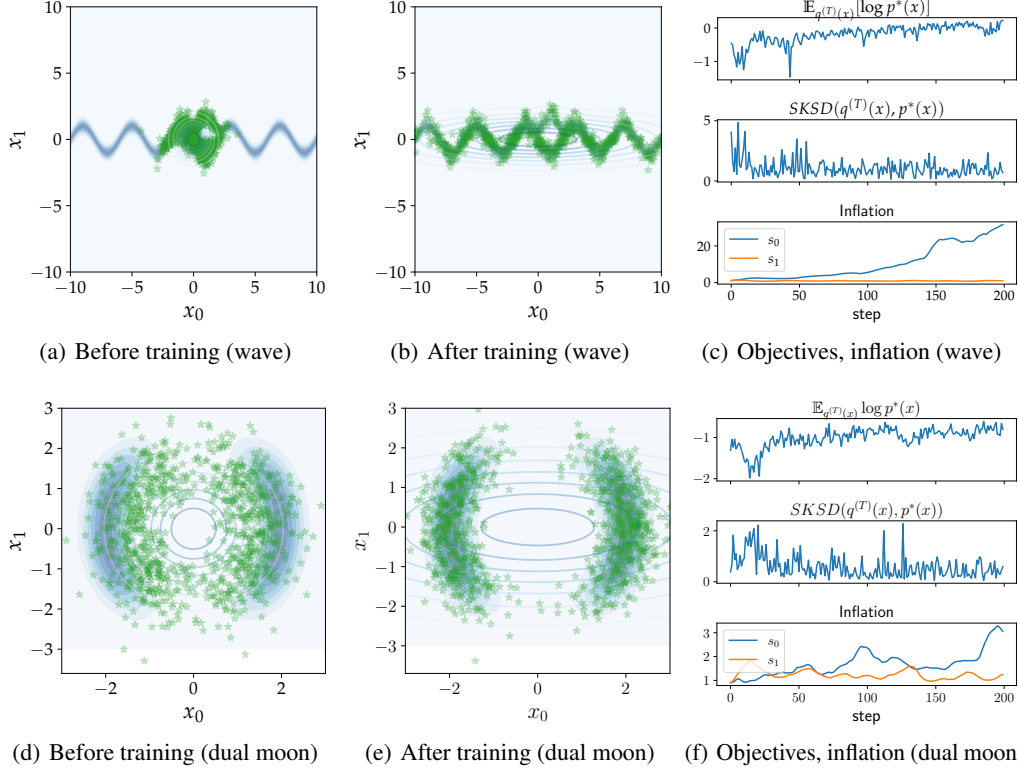 10
5
0
−5
−10
x₁
−10 −5 0 5 10
x₀
(a) Before training (wave)
10
5
0
−5
−10
x₁
−10 −5 0 5 10
x₀
(b) After training (wave)
𝔼_{q^{(T)}(x)}[log p*(x)]
0
−1
SKSD(q^{(T)}(x), p*(x))
5
0
Inflation
20
0
s₀
s₁
0 50 100 150 200
step
(c) Objectives, inflation (wave)
3
2
1
0
−1
−2
−3
x₁
−2 0 2
x₀
(d) Before training (dual moon)
3
2
1
0
−1
−2
−3
x₁
−2 0 2
x₀
(e) After training (dual moon)
𝔼_{q^{(T)}(x)} log p*(x)
−1
−2
SKSD(q^{(T)}(x), p*(x))
2
0
Inflation
3
2
1
s₀
s₁
0 50 100 150 200
step
(f) Objectives, inflation (dual moon